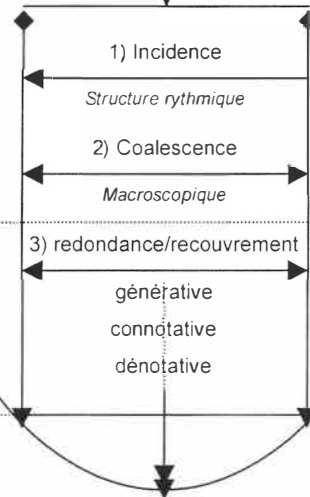 1) Incidence
Structure rythmique
2) Coalescence
Macroscopique
3) redondance/recouvrement
générative
connotative
dénotative